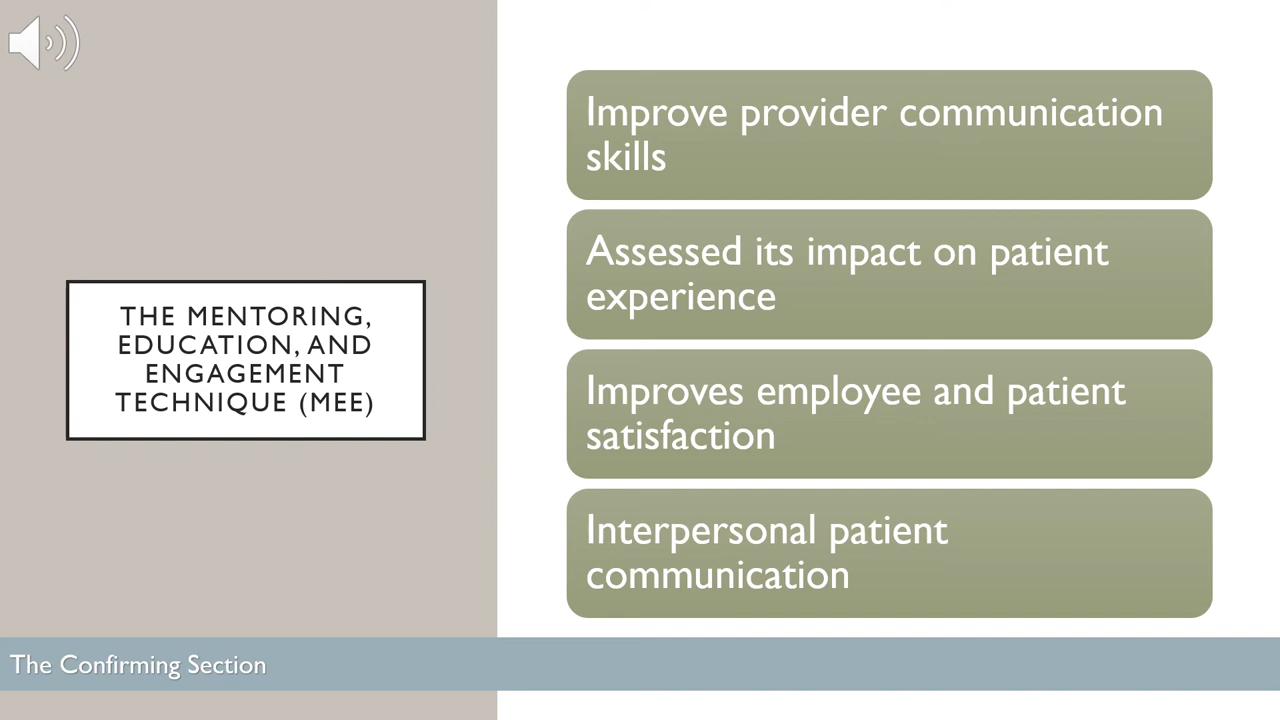 THE MENTORING,
EDUCATION, AND
ENGAGEMENT
TECHNIQUE (MEE)
Improve provider communication
skills
Assessed its impact on patient
experience
Improves employee and patient
satisfaction
Interpersonal patient
communication
The Confirming Section